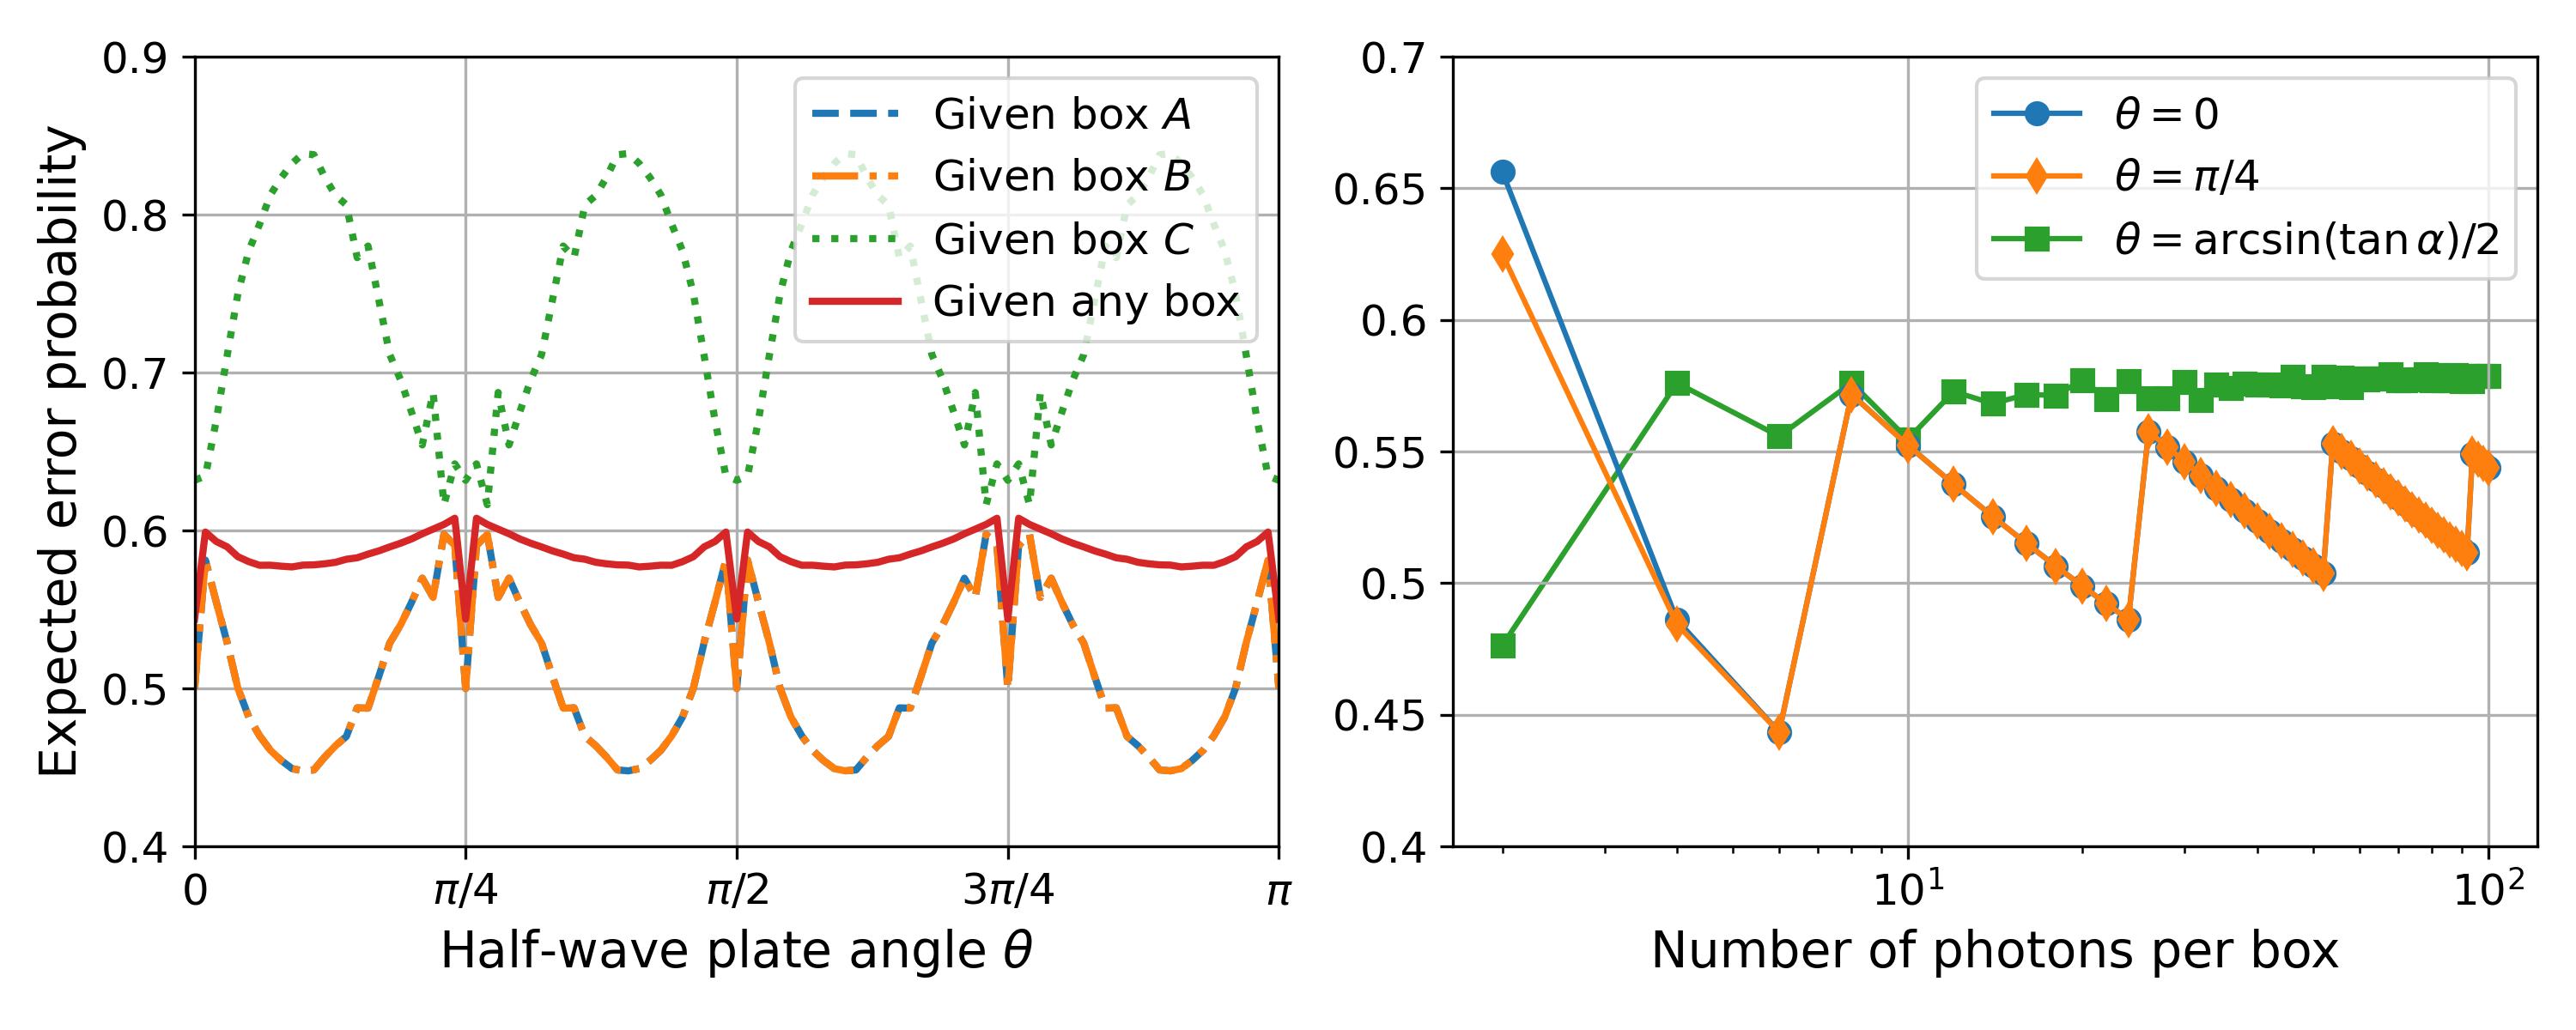 0.9
0.8
0.7
0.6
0.5
0.4
Expected error probability
0
π/4
π/2
3π/4
π
Half-wave plate angle θ
Given box A
Given box B
Given box C
Given any box
0.7
0.65
0.6
0.55
0.5
0.45
0.4
10¹
10²
Number of photons per box
θ = 0
θ = π/4
θ = arcsin(tan α)/2